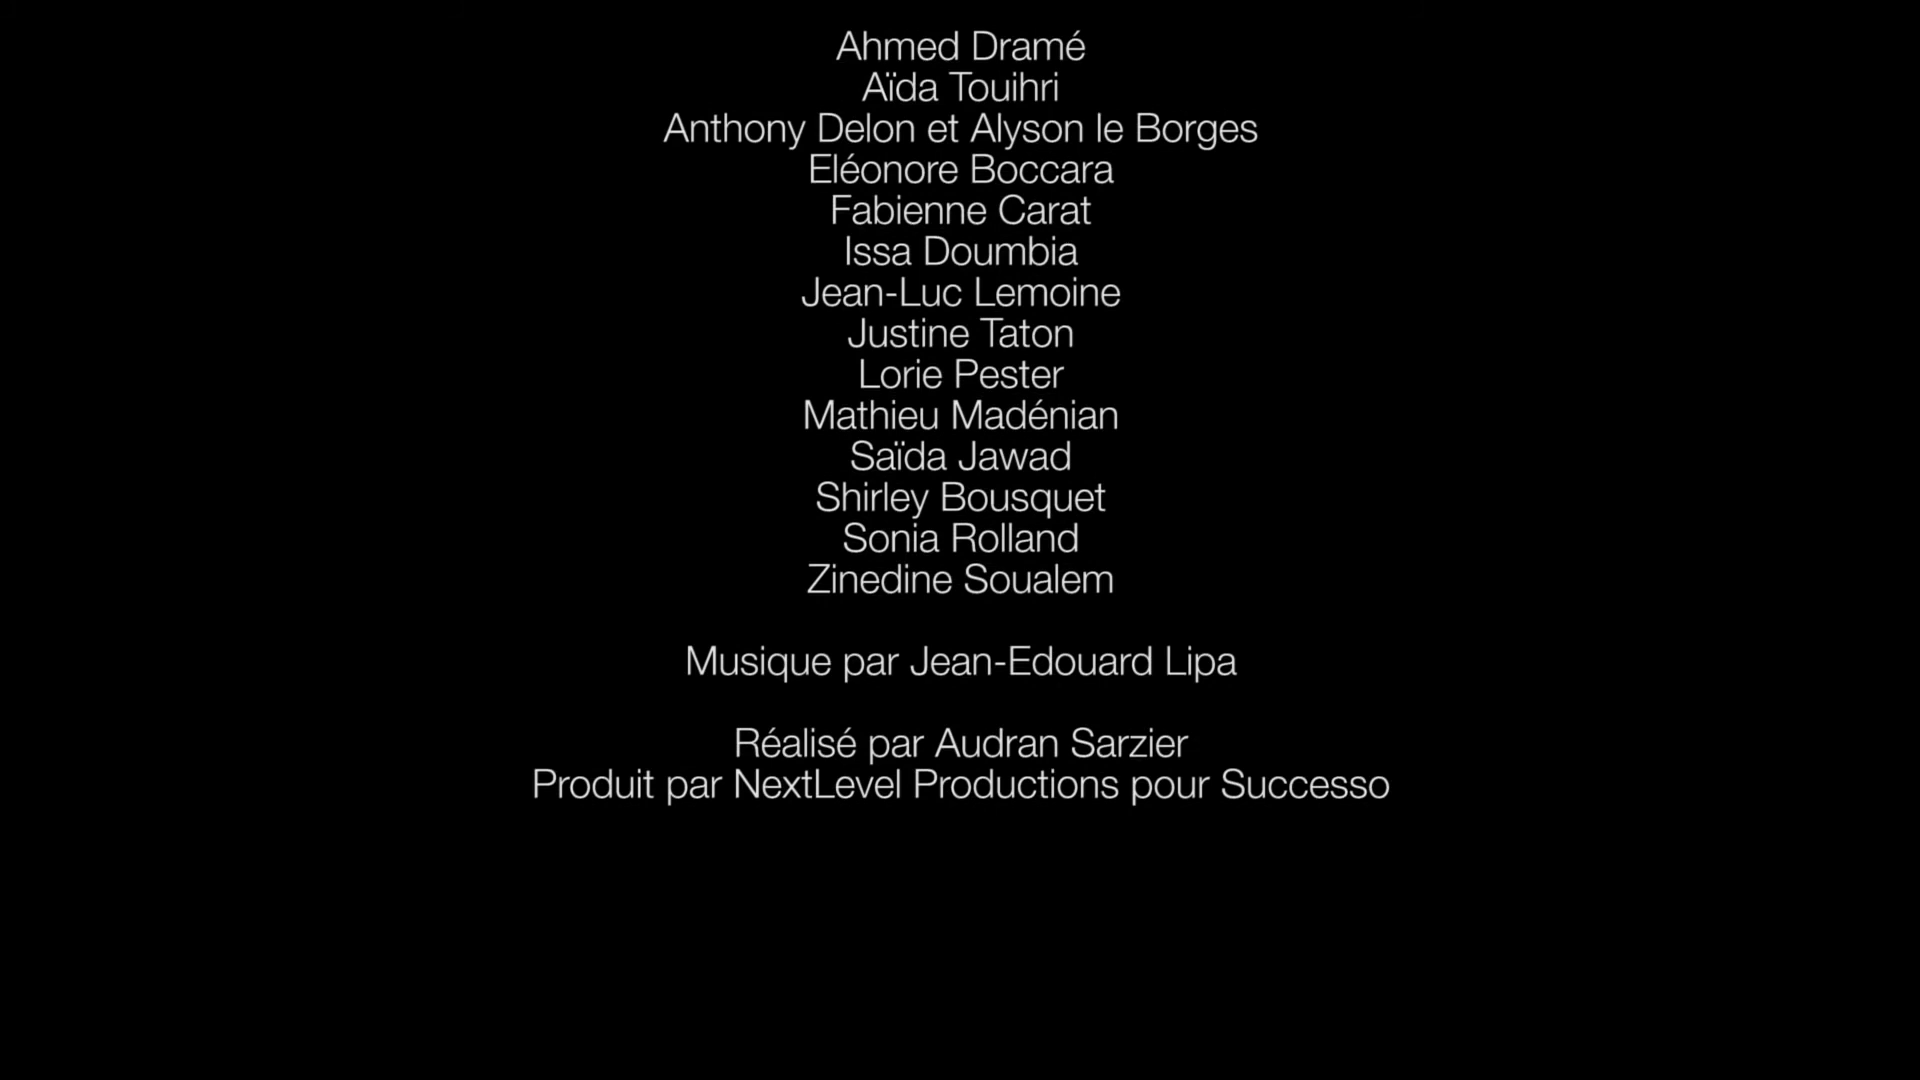 Ahmed Dramé
Aïda Touihri
Anthony Delon et Alyson le Borges
Eléonore Boccara
Fabienne Carat
Issa Doumbia
Jean-Luc Lemoine
Justine Taton
Lorie Pester
Mathieu Madénian
Saïda Jawad
Shirley Bousquet
Sonia Rolland
Zinedine Soualem
Musique par Jean-Edouard Lipa
Réalisé par Audran Sarzier
Produit par NextLevel Productions pour Successo